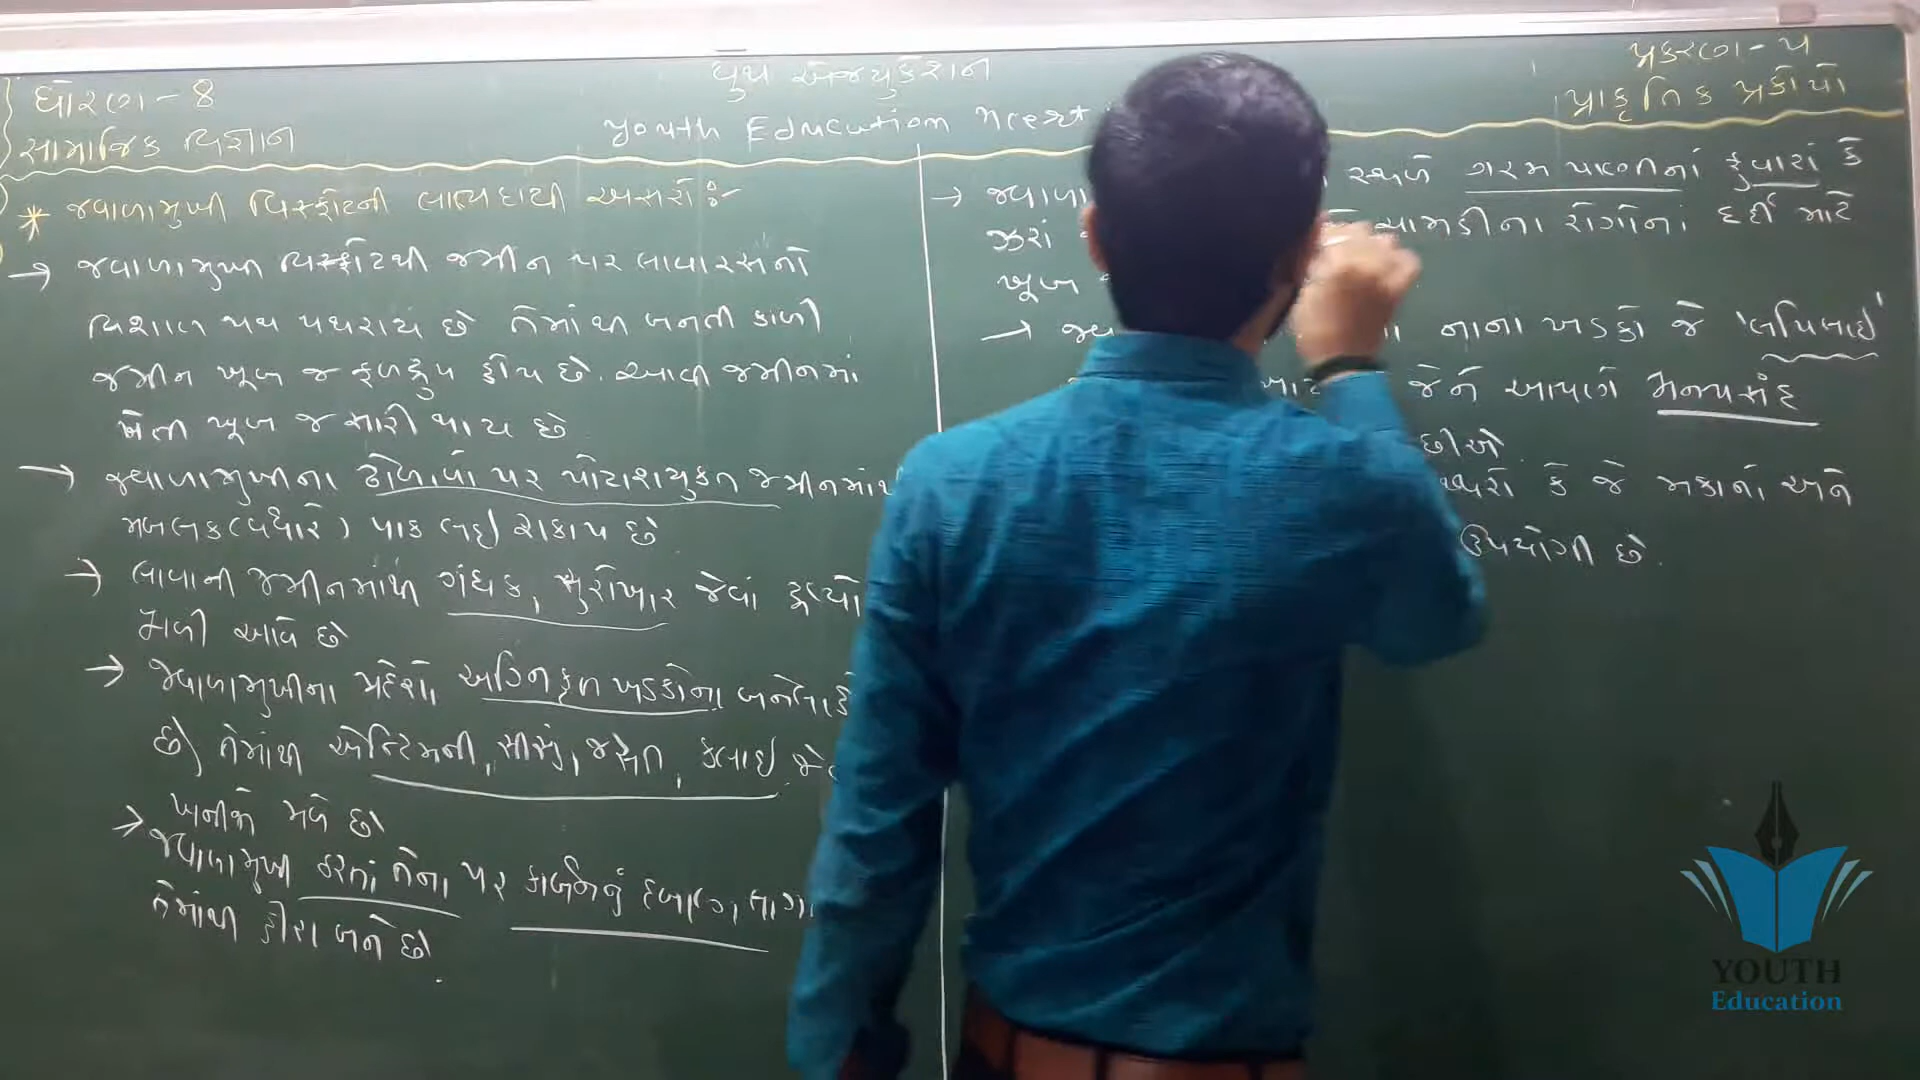 ધોરણ - 8
સામાજિક વિજ્ઞાન
યુથ એજ્યુકેશન
Youth Education Ncert
પ્રકરણ - ૫
પ્રાકૃતિક પ્રકોપો
* જ્વાળામુખી વિસ્ફોટની લાભદાયી અસરો :-
→ જ્વાળામુખી વિસ્ફોટથી જમીન પર લાવારસનો
વિશાળ થર પથરાય છે તેમાંથી બનતી કાળી
જમીન ખૂબ જ ફળદ્રુપ હોય છે. આવી જમીનમાં
ખેતી ખૂબ જ સારી થાય છે.
→ જ્વાળામુખીના ઢોળાવો પર પોટાશયુક્ત જમીનમાં
મબલક (વધારે) પાક લઈ શકાય છે.
→ લાવાની જમીનમાંથી ગંધક, સુરોખાર જેવાં દ્રવ્યો
મળી આવે છે
→ જ્વાળામુખીના પ્રદેશો અગ્નિકૃત ખડકોના બનેલા
છે, તેમાંથી એન્ટિમની, સીસું, જસત, કલાઈ
ખનીજો મળે છે
→ જ્વાળામુખી ઠરતાં તેના પર કાર્બનનું દબાણ
તેમાંથી હીરા બને છે.
→ જ્વાળા સ્થળે ગરમ પાણીનાં ફુવારા કે
ઝરાં ચામડીના રોગોનાં દર્દી માટે
ખૂબ
→ નાના ખડકો જે 'લેપિલાઈ'
જેને આપણે
છીએ.
કે જે મકાનો અને
ઉપયોગી છે.
YOUTH
Education